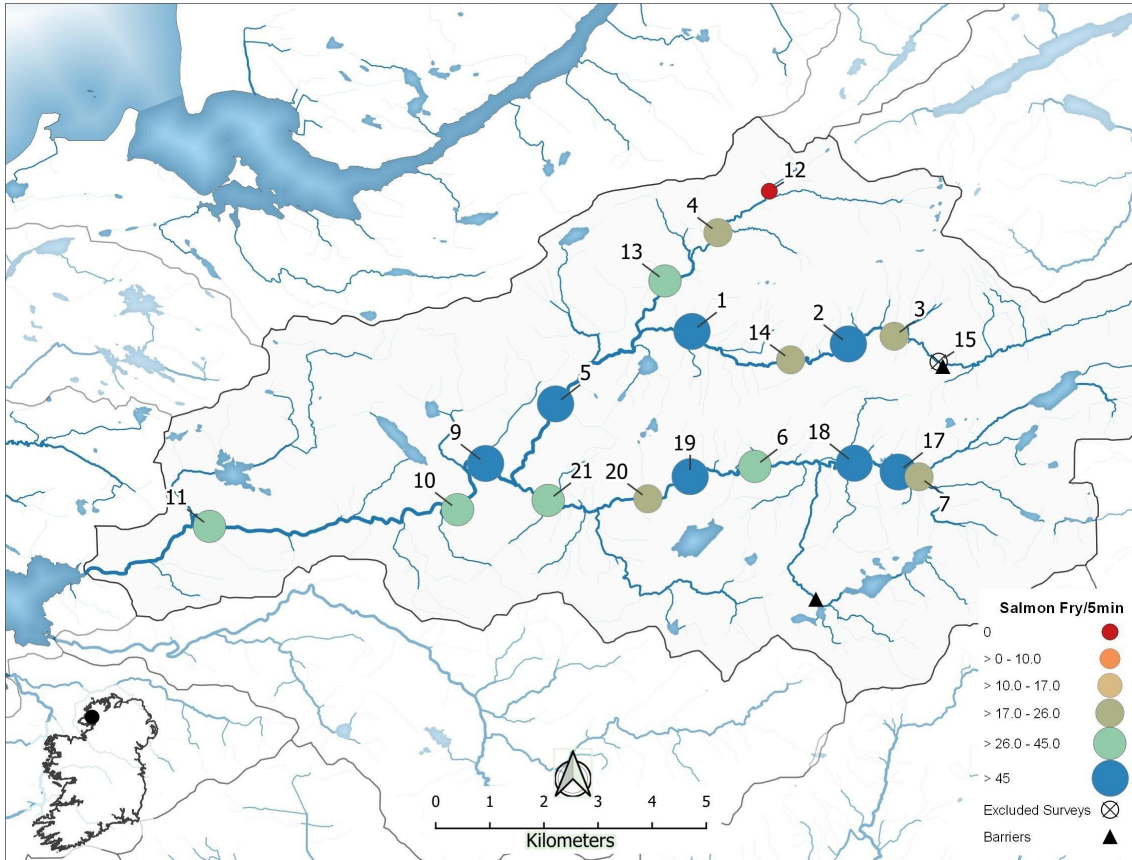 12
4
13
1
2
3
14
15
5
9
19
6
18
17
10
21
20
7
11
Salmon Fry/5min
0
> 0 - 10.0
> 10.0 - 17.0
> 17.0 - 26.0
> 26.0 - 45.0
> 45
Excluded Surveys
Barriers
0 1 2 3 4 5
Kilometers